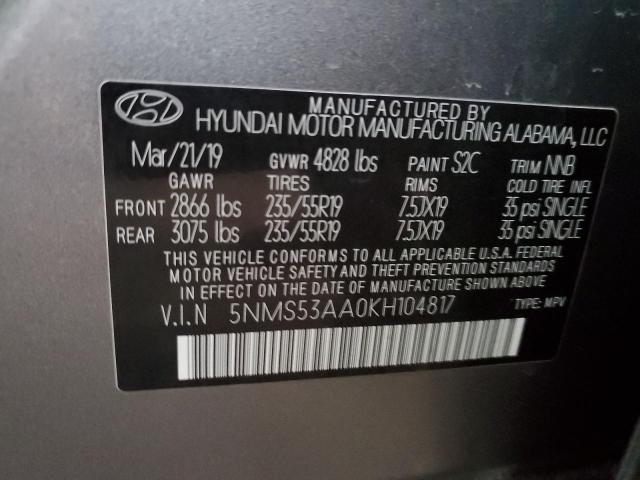 MANUFACTURED BY
HYUNDAI MOTOR MANUFACTURING ALABAMA, LLC
Mar/21/19 GVWR 4828 lbs PAINT S2C TRIM NNB
GAWR TIRES RIMS COLD TIRE INFL
FRONT 2866 lbs 235/55R19 7.5JX19 35 psi SINGLE
REAR 3075 lbs 235/55R19 7.5JX19 35 psi SINGLE
THIS VEHICLE CONFORMS TO ALL APPLICABLE U.S.A. FEDERAL
MOTOR VEHICLE SAFETY AND THEFT PREVENTION STANDARDS
IN EFFECT ON THE DATE OF MANUFACTURE SHOWN ABOVE
V.I.N 5NMS53AA0KH104817 TYPE: MPV